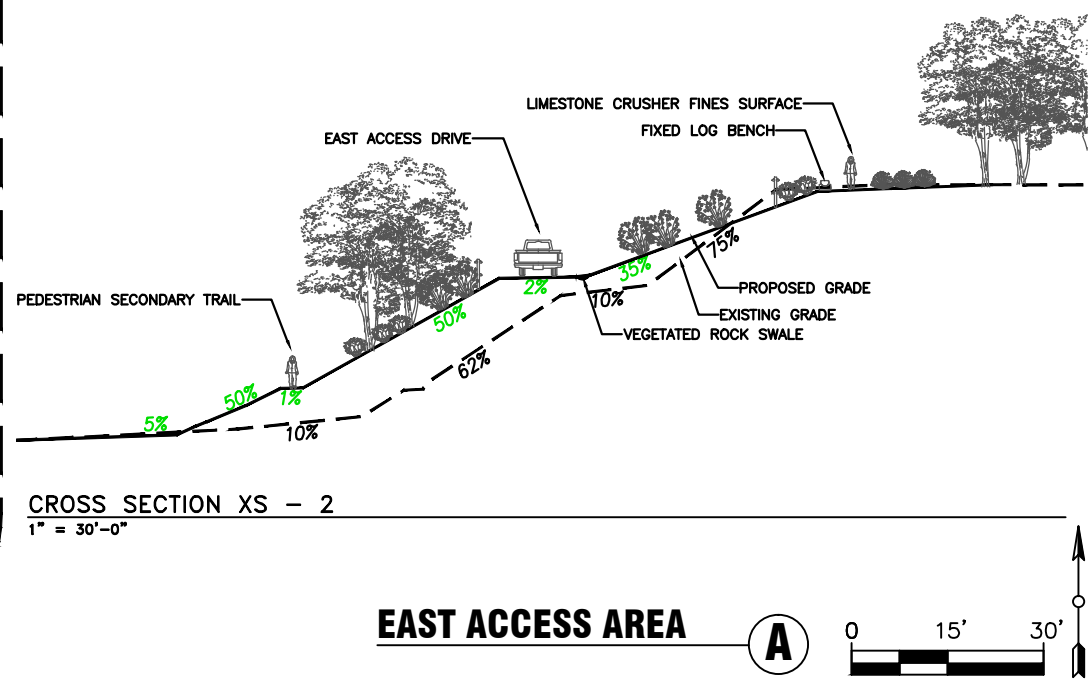 LIMESTONE CRUSHER FINES SURFACE
FIXED LOG BENCH
EAST ACCESS DRIVE
75%
35%
2%
10%
PROPOSED GRADE
PEDESTRIAN SECONDARY TRAIL
EXISTING GRADE
50%
VEGETATED ROCK SWALE
62%
50%
1%
5%
10%
CROSS SECTION XS - 2
1" = 30'-0"
EAST ACCESS AREA
A
0 15' 30'